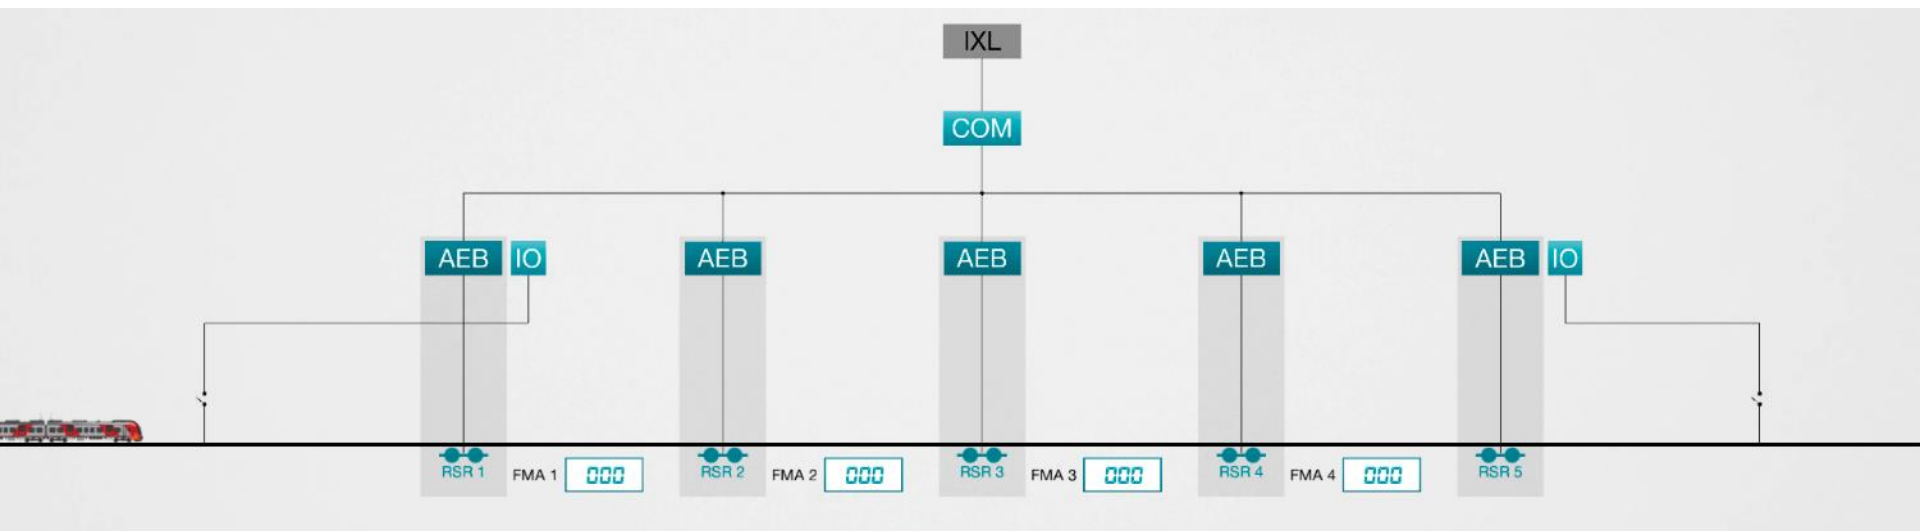 IXL
COM
AEB IO AEB AEB AEB AEB IO
RSR 1 FMA 1 000 RSR 2 FMA 2 000 RSR 3 FMA 3 000 RSR 4 FMA 4 000 RSR 5